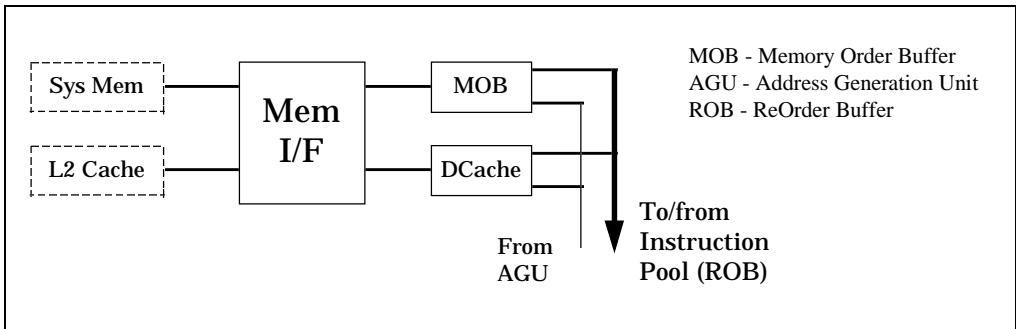 Sys Mem
L2 Cache
Mem
I/F
MOB
DCache
From
AGU
To/from
Instruction
Pool (ROB)
MOB - Memory Order Buffer
AGU - Address Generation Unit
ROB - ReOrder Buffer